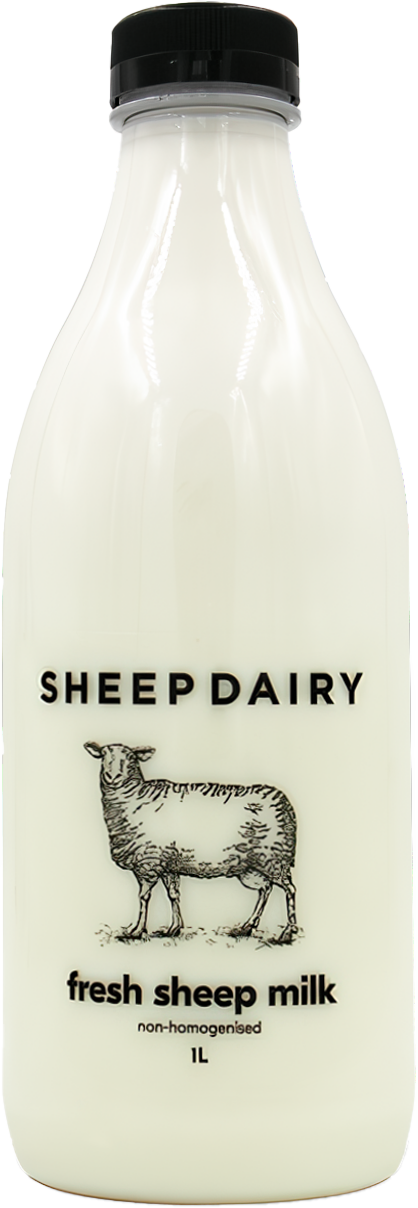 SHEEP DAIRY
fresh sheep milk
non-homogenised
1L